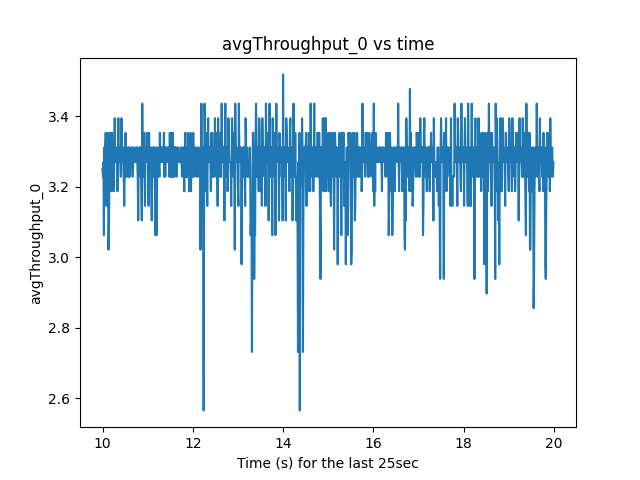 avgThroughput_0 vs time
avgThroughput_0
3.4
3.2
3.0
2.8
2.6
10 12 14 16 18 20
Time (s) for the last 25sec